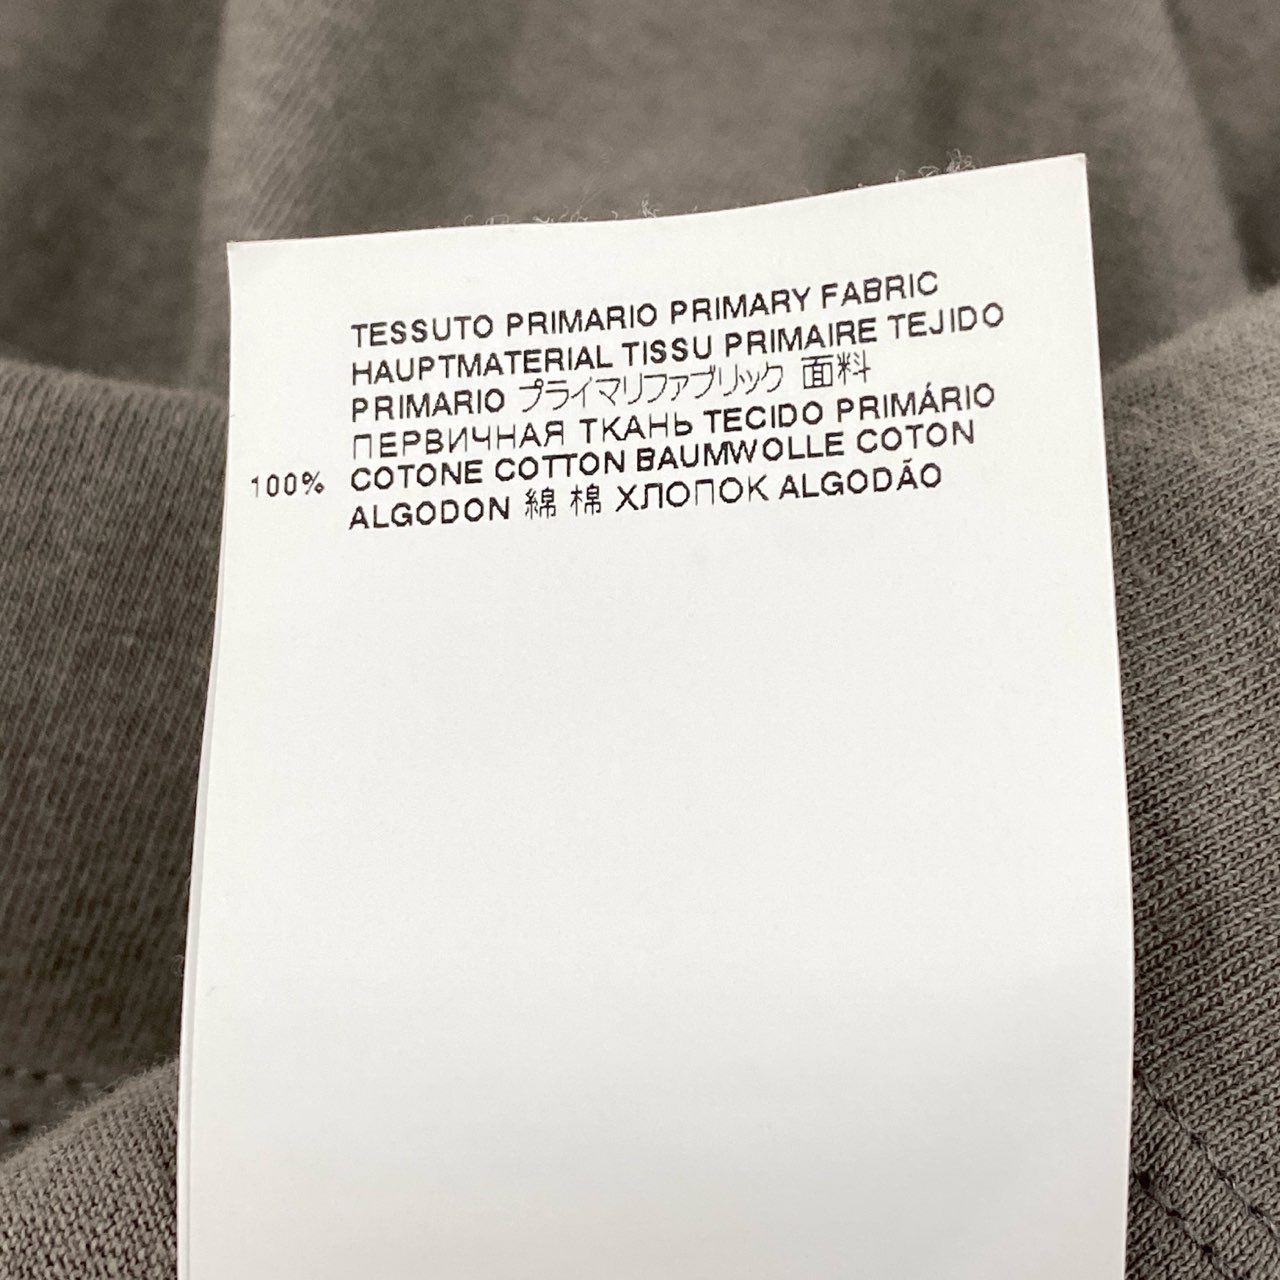 TESSUTO PRIMARIO PRIMARY FABRIC
HAUPTMATERIAL TISSU PRIMAIRE TEJIDO
PRIMARIO プライマリファブリック 面料
ПЕРВИЧНАЯ ТКАНЬ TECIDO PRIMÁRIO
100% COTONE COTTON BAUMWOLLE COTON
ALGODON 綿 棉 ХЛОПОК ALGODÃO